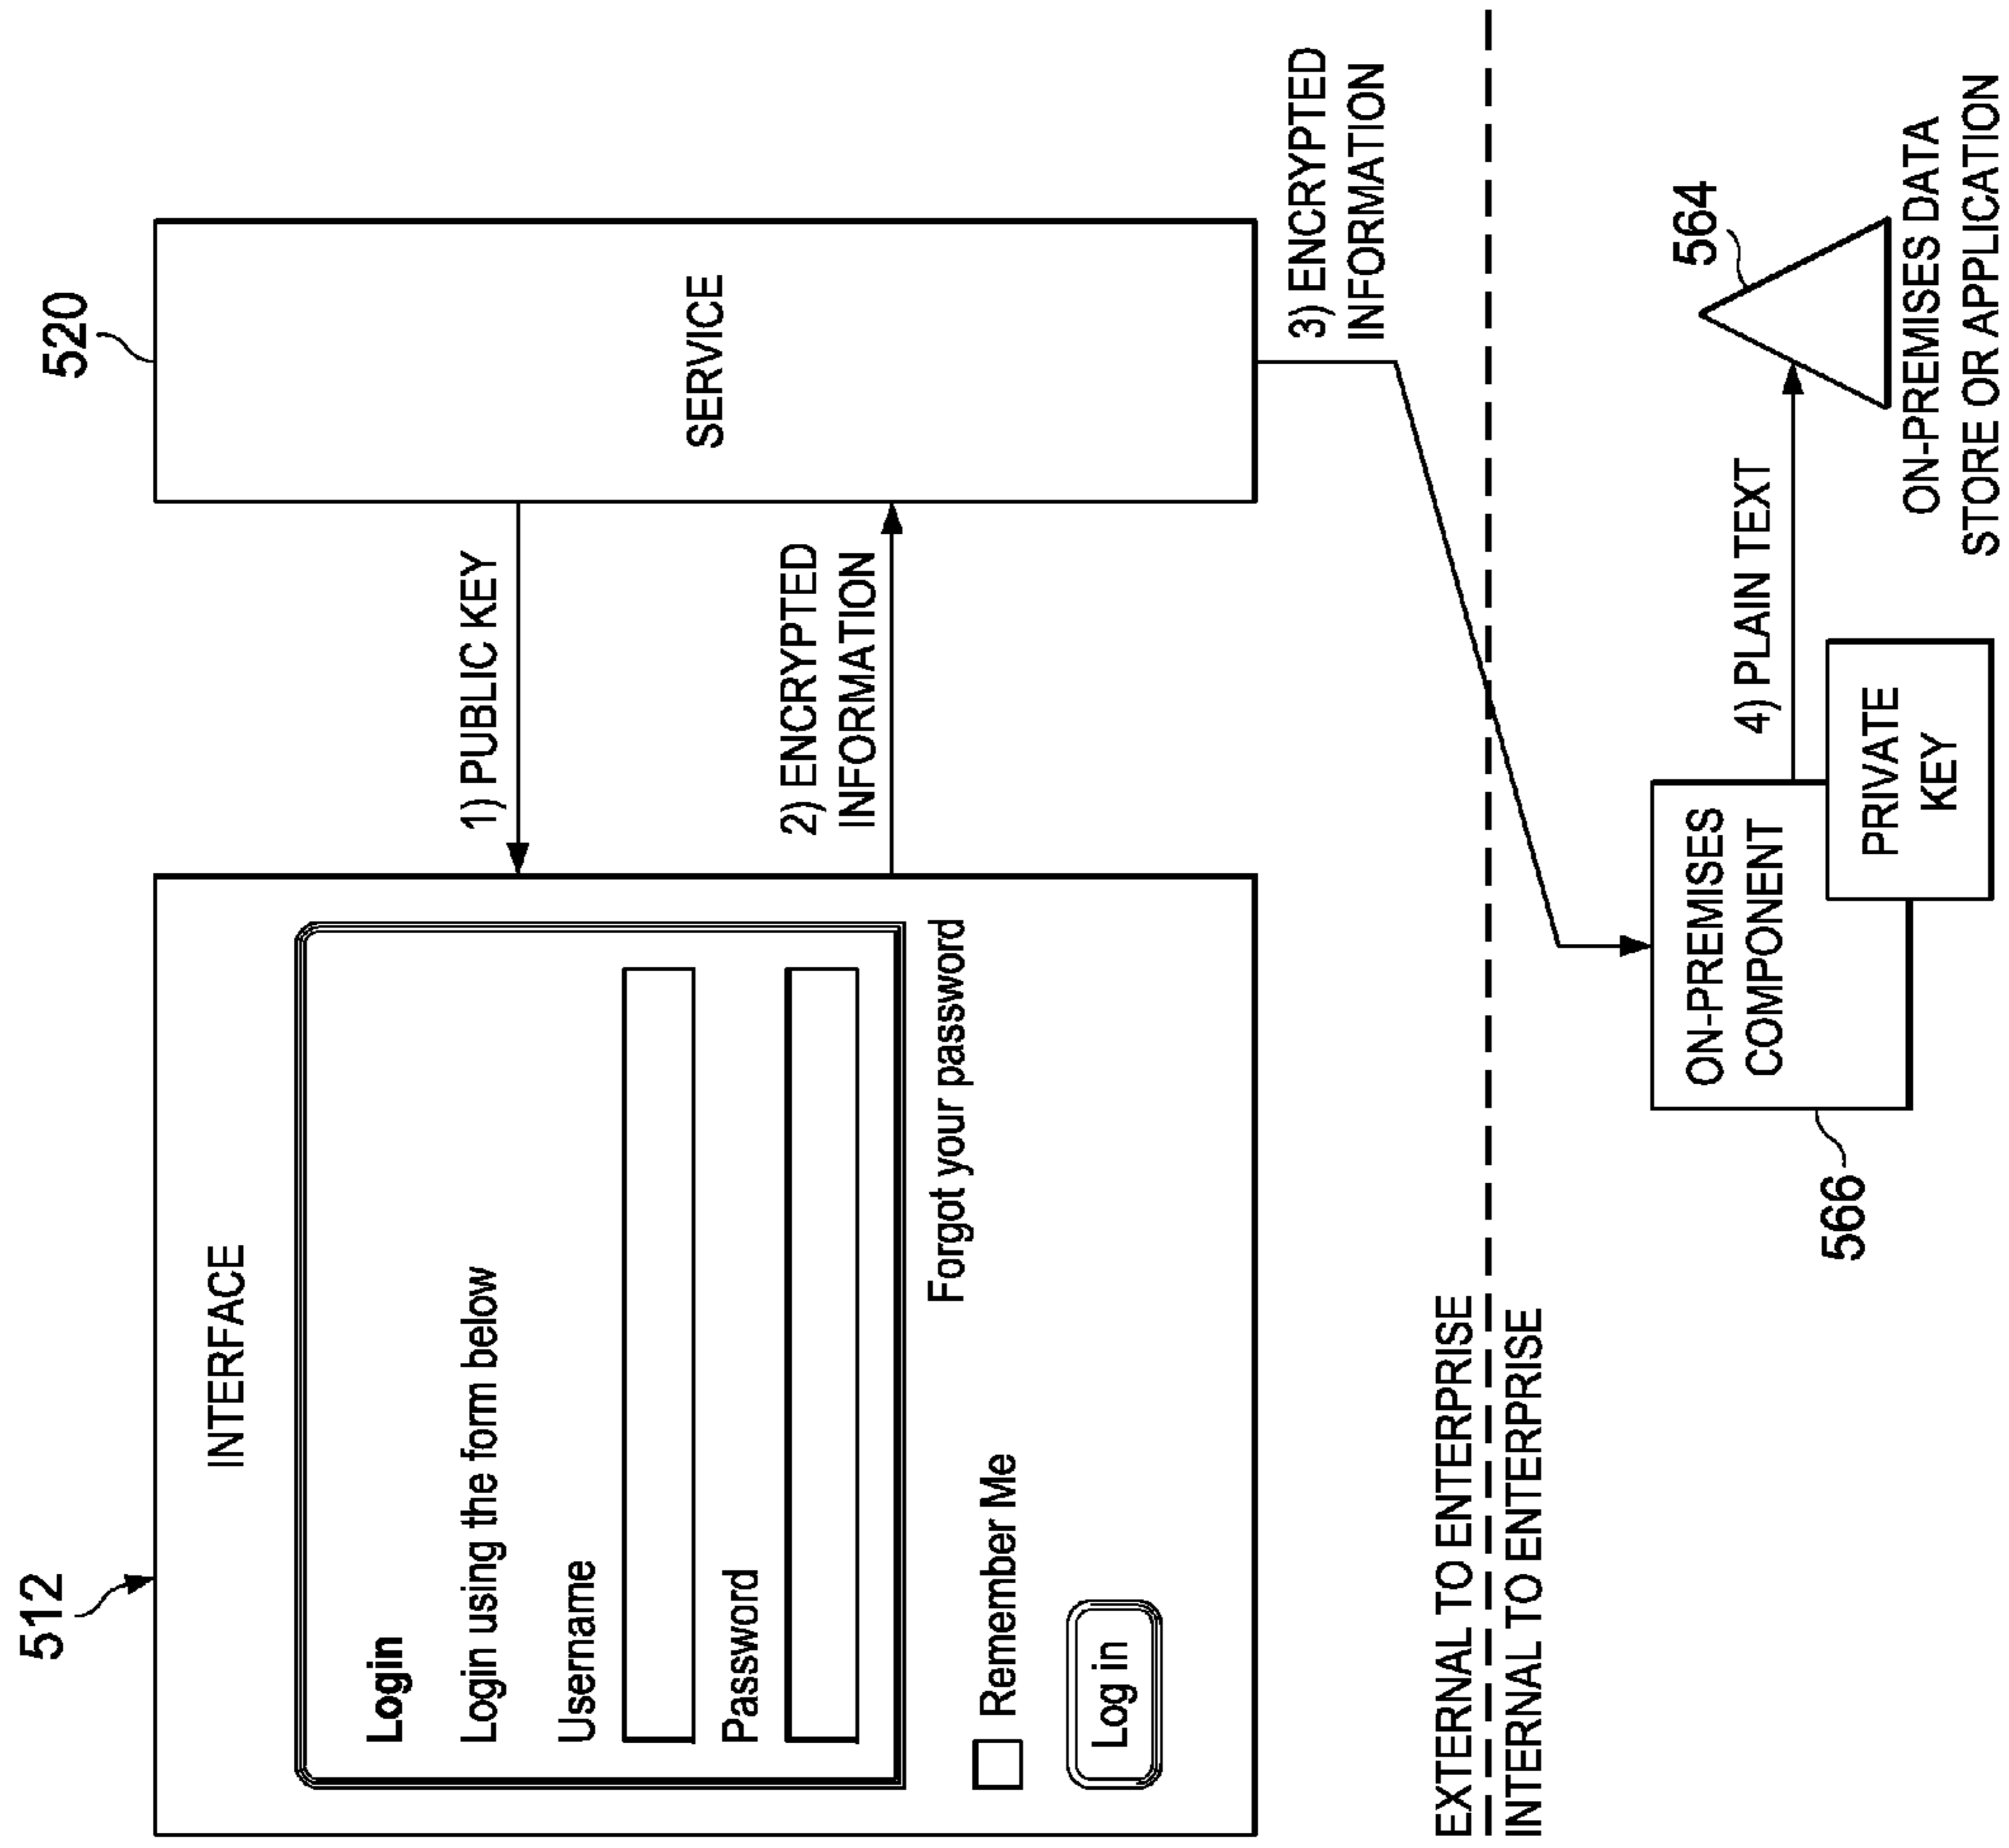 512
520
INTERFACE
Login
Login using the form below
Username
Password
Forgot your password
Remember Me
Log in
1) PUBLIC KEY
2) ENCRYPTED
INFORMATION
SERVICE
3) ENCRYPTED
INFORMATION
EXTERNAL TO ENTERPRISE
INTERNAL TO ENTERPRISE
566
ON-PREMISES
COMPONENT
PRIVATE
KEY
4) PLAIN TEXT
564
ON-PREMISES DATA
STORE OR APPLICATION